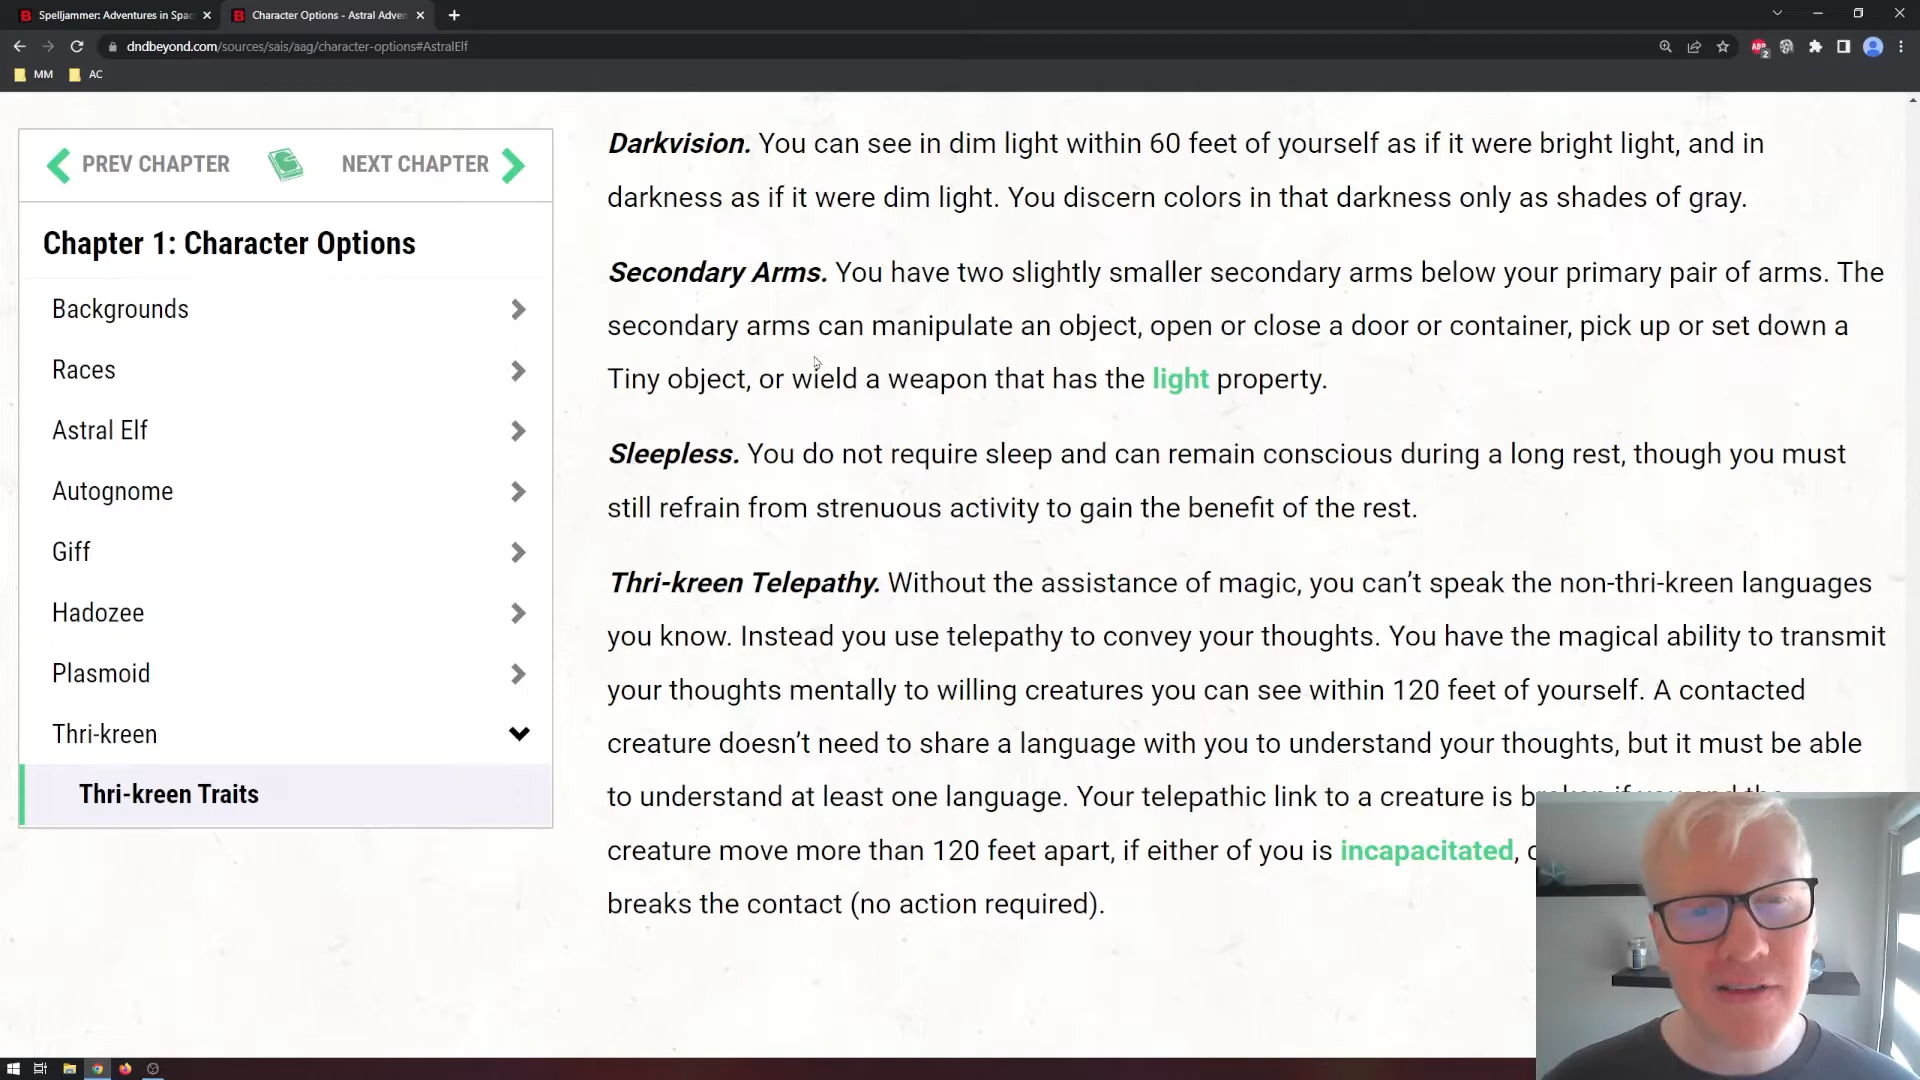 Spelljammer: Adventures in Spac
Character Options - Astral Adven
dndbeyond.com/sources/sais/aag/character-options#AstralElf
ABP
2
MM
AC
PREV CHAPTER
NEXT CHAPTER
Chapter 1: Character Options
Backgrounds
Races
Astral Elf
Autognome
Giff
Hadozee
Plasmoid
Thri-kreen
Thri-kreen Traits
Darkvision. You can see in dim light within 60 feet of yourself as if it were bright light, and in
darkness as if it were dim light. You discern colors in that darkness only as shades of gray.
Secondary Arms. You have two slightly smaller secondary arms below your primary pair of arms. The
secondary arms can manipulate an object, open or close a door or container, pick up or set down a
Tiny object, or wield a weapon that has the light property.
Sleepless. You do not require sleep and can remain conscious during a long rest, though you must
still refrain from strenuous activity to gain the benefit of the rest.
Thri-kreen Telepathy. Without the assistance of magic, you can’t speak the non-thri-kreen languages
you know. Instead you use telepathy to convey your thoughts. You have the magical ability to transmit
your thoughts mentally to willing creatures you can see within 120 feet of yourself. A contacted
creature doesn’t need to share a language with you to understand your thoughts, but it must be able
to understand at least one language. Your telepathic link to a creature is broken if you and the
creature move more than 120 feet apart, if either of you is incapacitated,
breaks the contact (no action required).